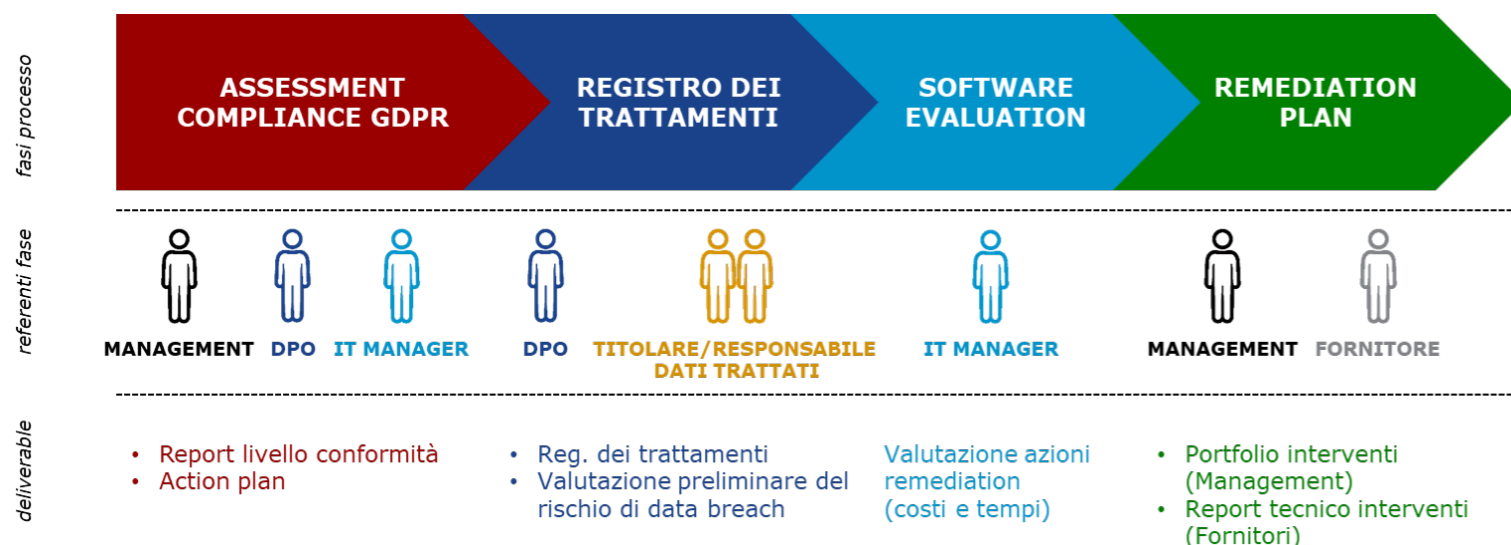 fasi processo
ASSESSMENT
COMPLIANCE GDPR
REGISTRO DEI
TRATTAMENTI
SOFTWARE
EVALUATION
REMEDIATION
PLAN
referenti fase
MANAGEMENT
DPO
IT MANAGER
DPO
TITOLARE/RESPONSABILE
DATI TRATTATI
IT MANAGER
MANAGEMENT
FORNITORE
deliverable
• Report livello conformità
• Action plan
• Reg. dei trattamenti
• Valutazione preliminare del
rischio di data breach
Valutazione azioni
remediation
(costi e tempi)
• Portfolio interventi
(Management)
• Report tecnico interventi
(Fornitori)